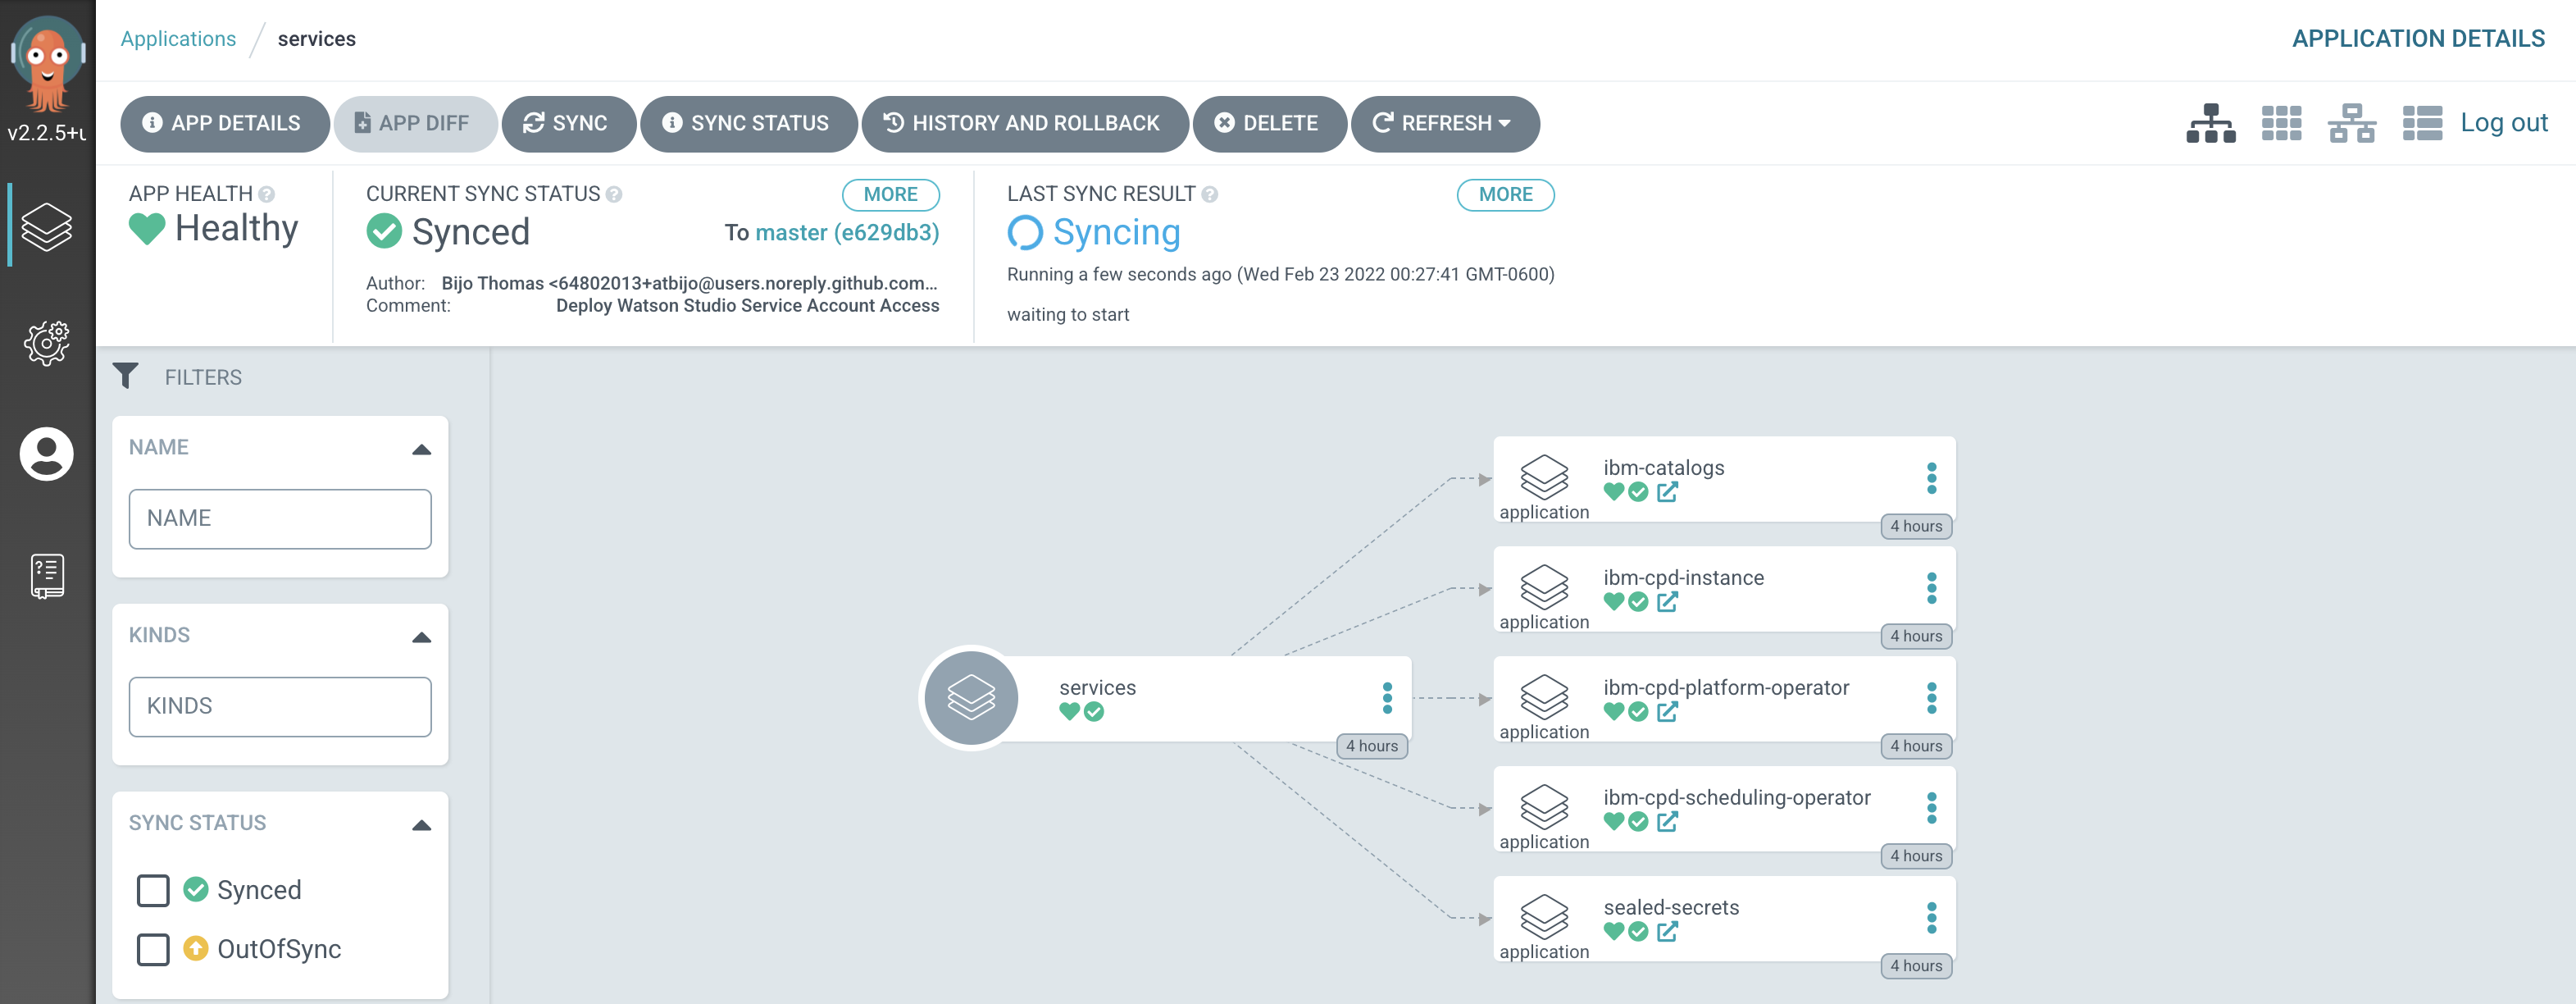 Applications / services
APPLICATION DETAILS
v2.2.5+u
APP DETAILS
APP DIFF
SYNC
SYNC STATUS
HISTORY AND ROLLBACK
DELETE
REFRESH
Log out
APP HEALTH
Healthy
CURRENT SYNC STATUS
MORE
Synced
To master (e629db3)
Author: Bijo Thomas <64802013+atbijo@users.noreply.github.com...
Comment: Deploy Watson Studio Service Account Access
LAST SYNC RESULT
MORE
Syncing
Running a few seconds ago (Wed Feb 23 2022 00:27:41 GMT-0600)
waiting to start
FILTERS
NAME
NAME
KINDS
KINDS
SYNC STATUS
Synced
OutOfSync
services
4 hours
ibm-catalogs
application
4 hours
ibm-cpd-instance
application
4 hours
ibm-cpd-platform-operator
application
4 hours
ibm-cpd-scheduling-operator
application
4 hours
sealed-secrets
application
4 hours